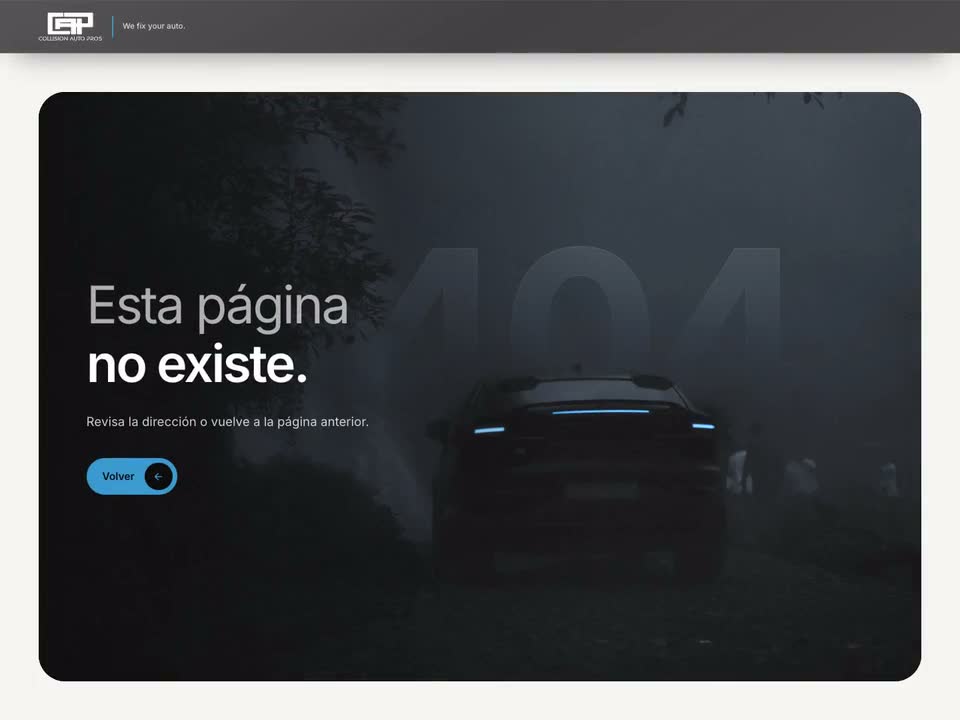 CAP
COLLISION AUTO PROS
We fix your auto.
404
Esta página
no existe.
Revisa la dirección o vuelve a la página anterior.
Volver